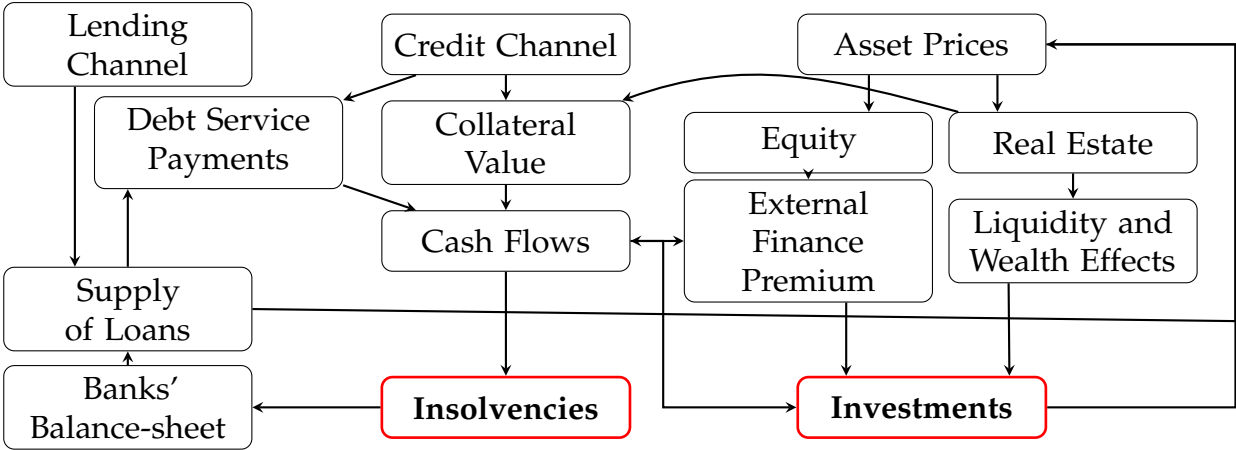 Lending
Channel
Credit Channel
Asset Prices
Debt Service
Payments
Collateral
Value
Equity
Real Estate
Cash Flows
External
Finance
Premium
Liquidity and
Wealth Effects
Supply
of Loans
Banks’
Balance-sheet
Insolvencies
Investments